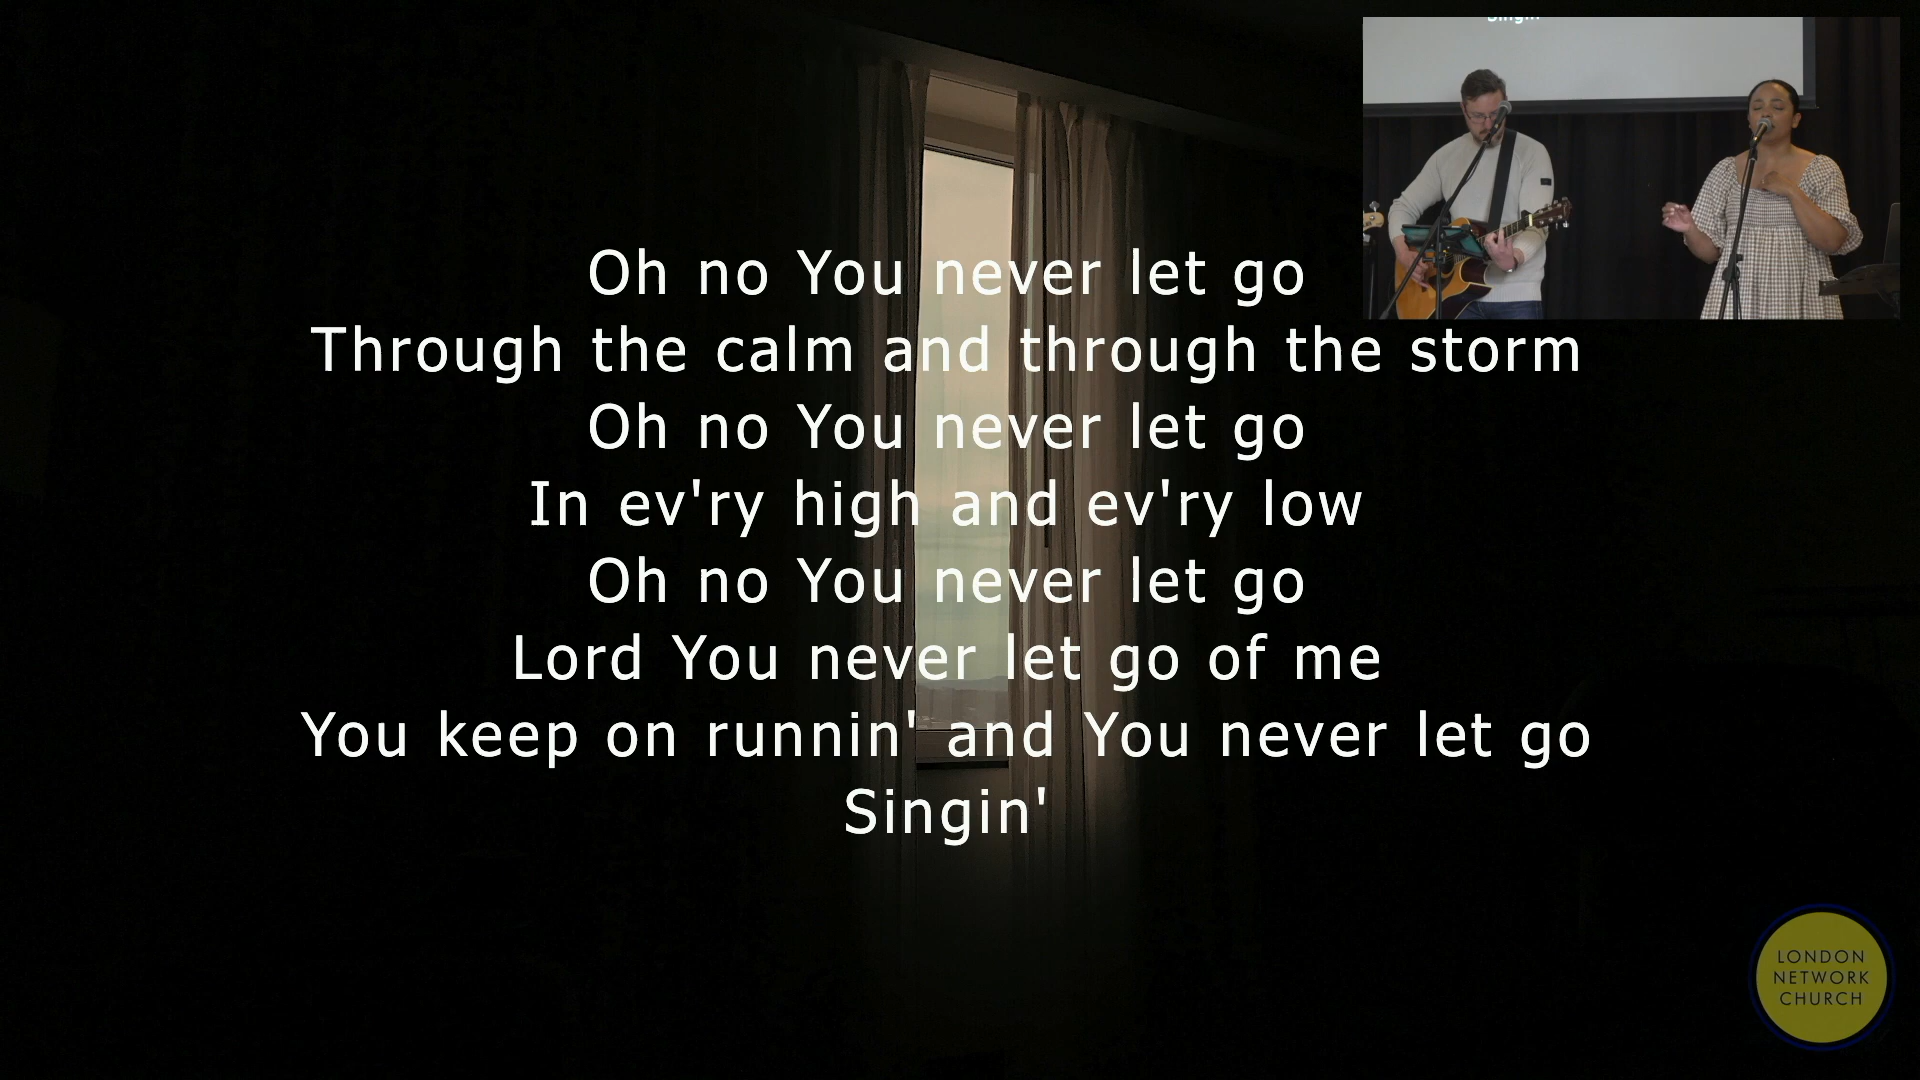 Singin'
Oh no You never let go
Through the calm and through the storm
Oh no You never let go
In ev'ry high and ev'ry low
Oh no You never let go
Lord You never let go of me
You keep on runnin' and You never let go
Singin'
LONDON
NETWORK
CHURCH